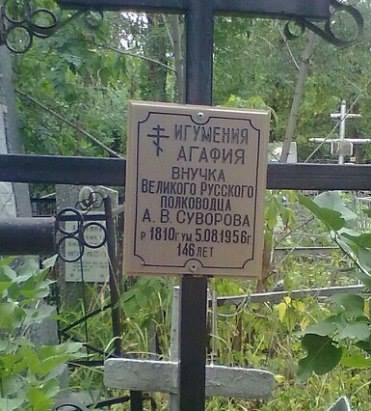 ИГУМЕНИЯ
АГАФИЯ
ВНУЧКА
ВЕЛИКОГО РУССКОГО
ПОЛКОВОДЦА
А. В. СУВОРОВА
р 1810г ум 5.08.1956г
146 ЛЕТ